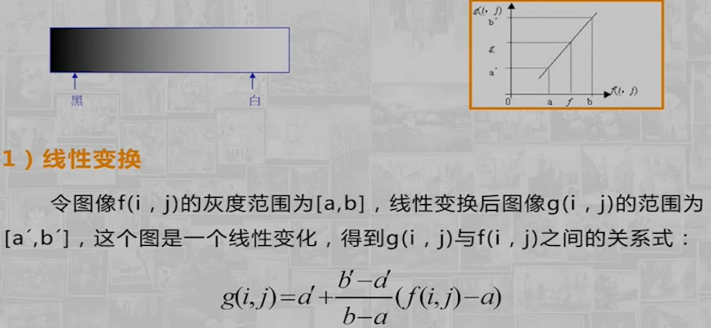 g(i, j)
b´
g
a´
0 a f b f(i, j)
黑 白
1）线性变换
令图像f(i，j)的灰度范围为[a,b]，线性变换后图像g(i，j)的范围为
[a´,b´]，这个图是一个线性变化，得到g(i，j)与f(i，j)之间的关系式：
g(i,j)=a′+\frac{b′−a′}{b−a}(f(i,j)−a)